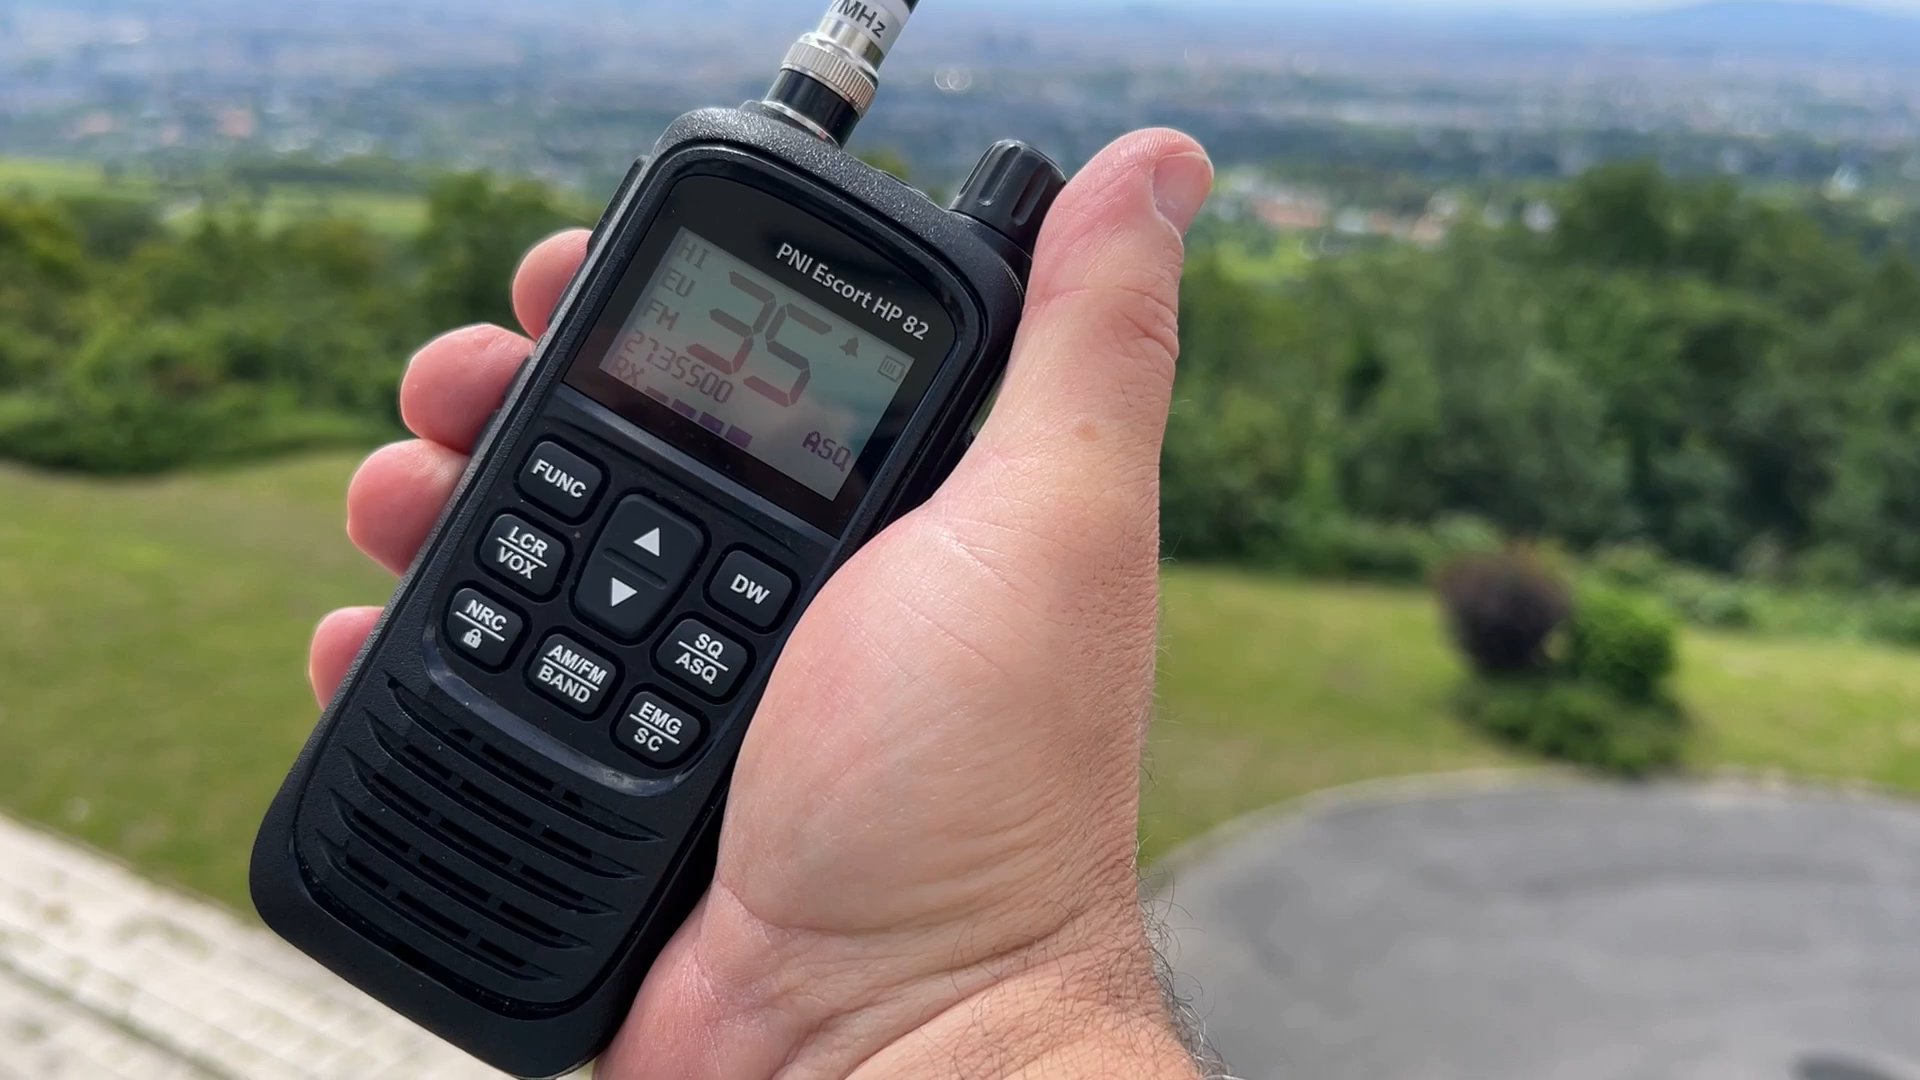 MHz
PNI Escort HP 82
HI
EU
FM
35
27.35500
RX
ASQ
FUNC
LCR
VOX
DW
NRC
SQ
ASQ
AM/FM
BAND
EMG
SC